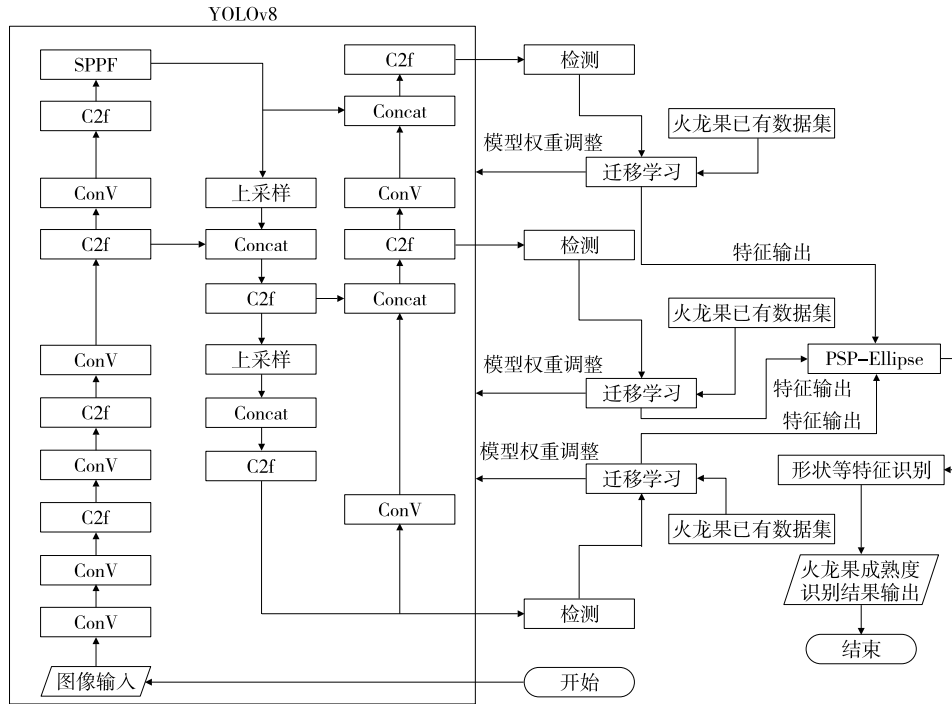 YOLOv8
SPPF
C2f
ConV
C2f
ConV
C2f
ConV
C2f
ConV
ConV
图像输入
上采样
Concat
C2f
上采样
Concat
C2f
C2f
Concat
ConV
C2f
Concat
ConV
检测
火龙果已有数据集
模型权重调整
迁移学习
特征输出
检测
火龙果已有数据集
模型权重调整
迁移学习
特征输出
PSP-Ellipse
特征输出
模型权重调整
迁移学习
火龙果已有数据集
检测
形状等特征识别
火龙果成熟度
识别结果输出
结束
开始